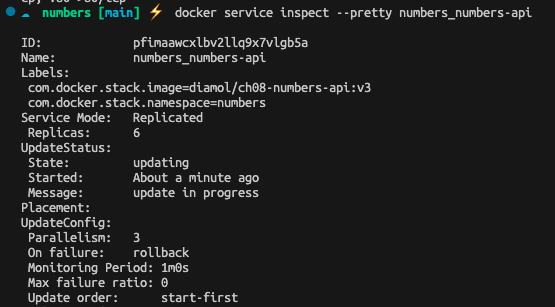 numbers [main] ⚡ docker service inspect --pretty numbers_numbers-api
ID: pfimaawcxlbv2llq9x7vlgb5a
Name: numbers_numbers-api
Labels:
com.docker.stack.image=diamol/ch08-numbers-api:v3
com.docker.stack.namespace=numbers
Service Mode: Replicated
Replicas: 6
UpdateStatus:
State: updating
Started: About a minute ago
Message: update in progress
Placement:
UpdateConfig:
Parallelism: 3
On failure: rollback
Monitoring Period: 1m0s
Max failure ratio: 0
Update order: start-first